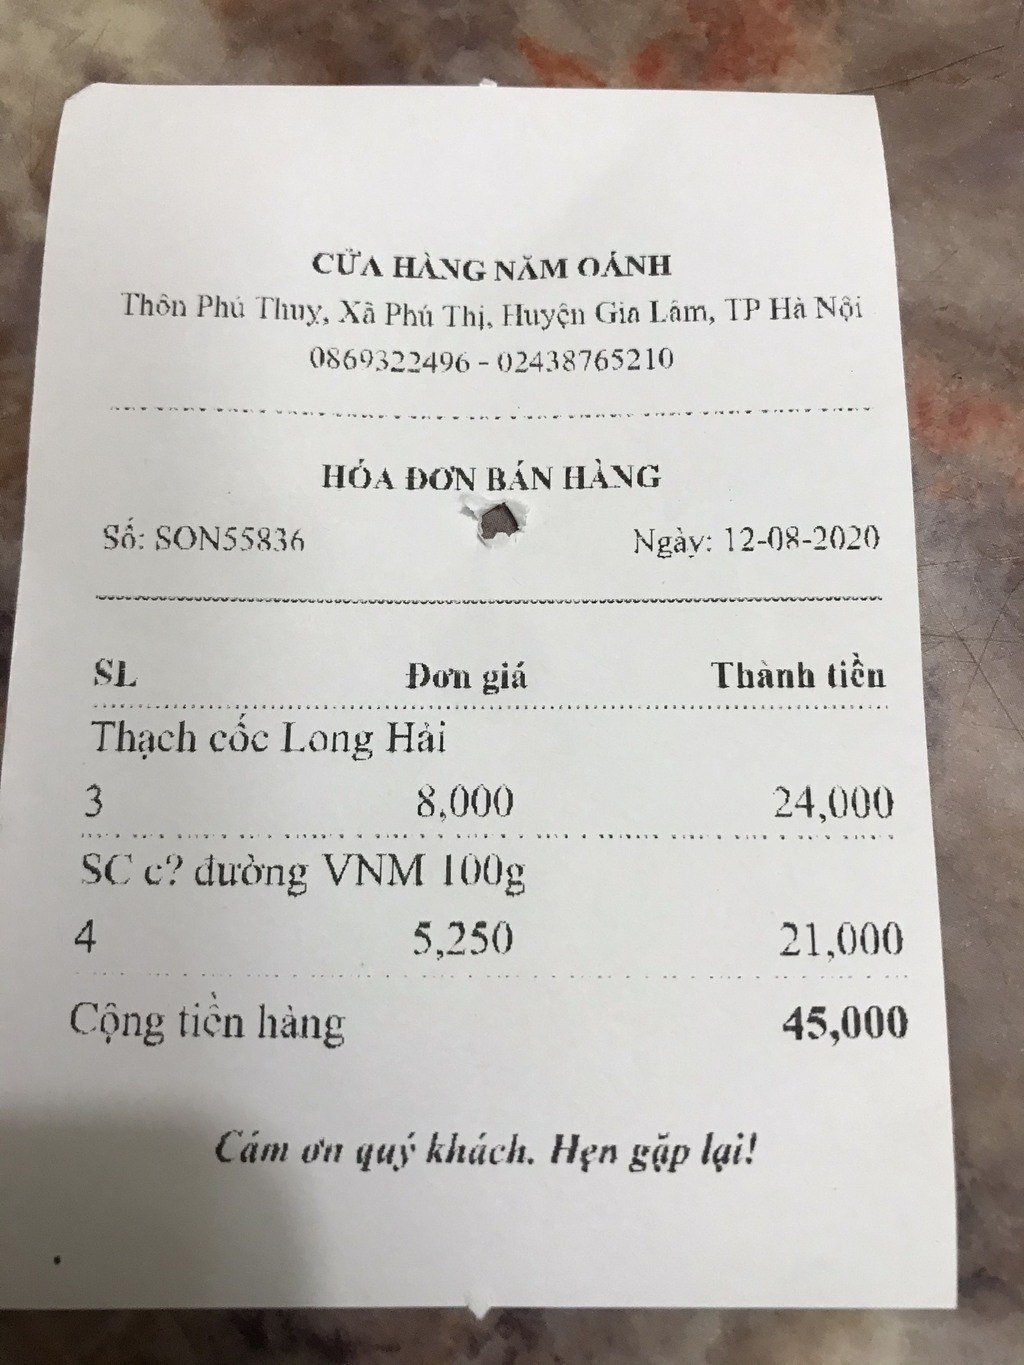 CỬA HÀNG NĂM OÁNH
Thôn Phú Thuỵ, Xã Phú Thị, Huyện Gia Lâm, TP Hà Nội
0869322496 - 02438765210
HÓA ĐƠN BÁN HÀNG
Số: SON55836 Ngày: 12-08-2020
SL Đơn giá Thành tiền
Thạch cốc Long Hải
3 8,000 24,000
SC c? đường VNM 100g
4 5,250 21,000
Cộng tiền hàng 45,000
Cám ơn quý khách. Hẹn gặp lại!